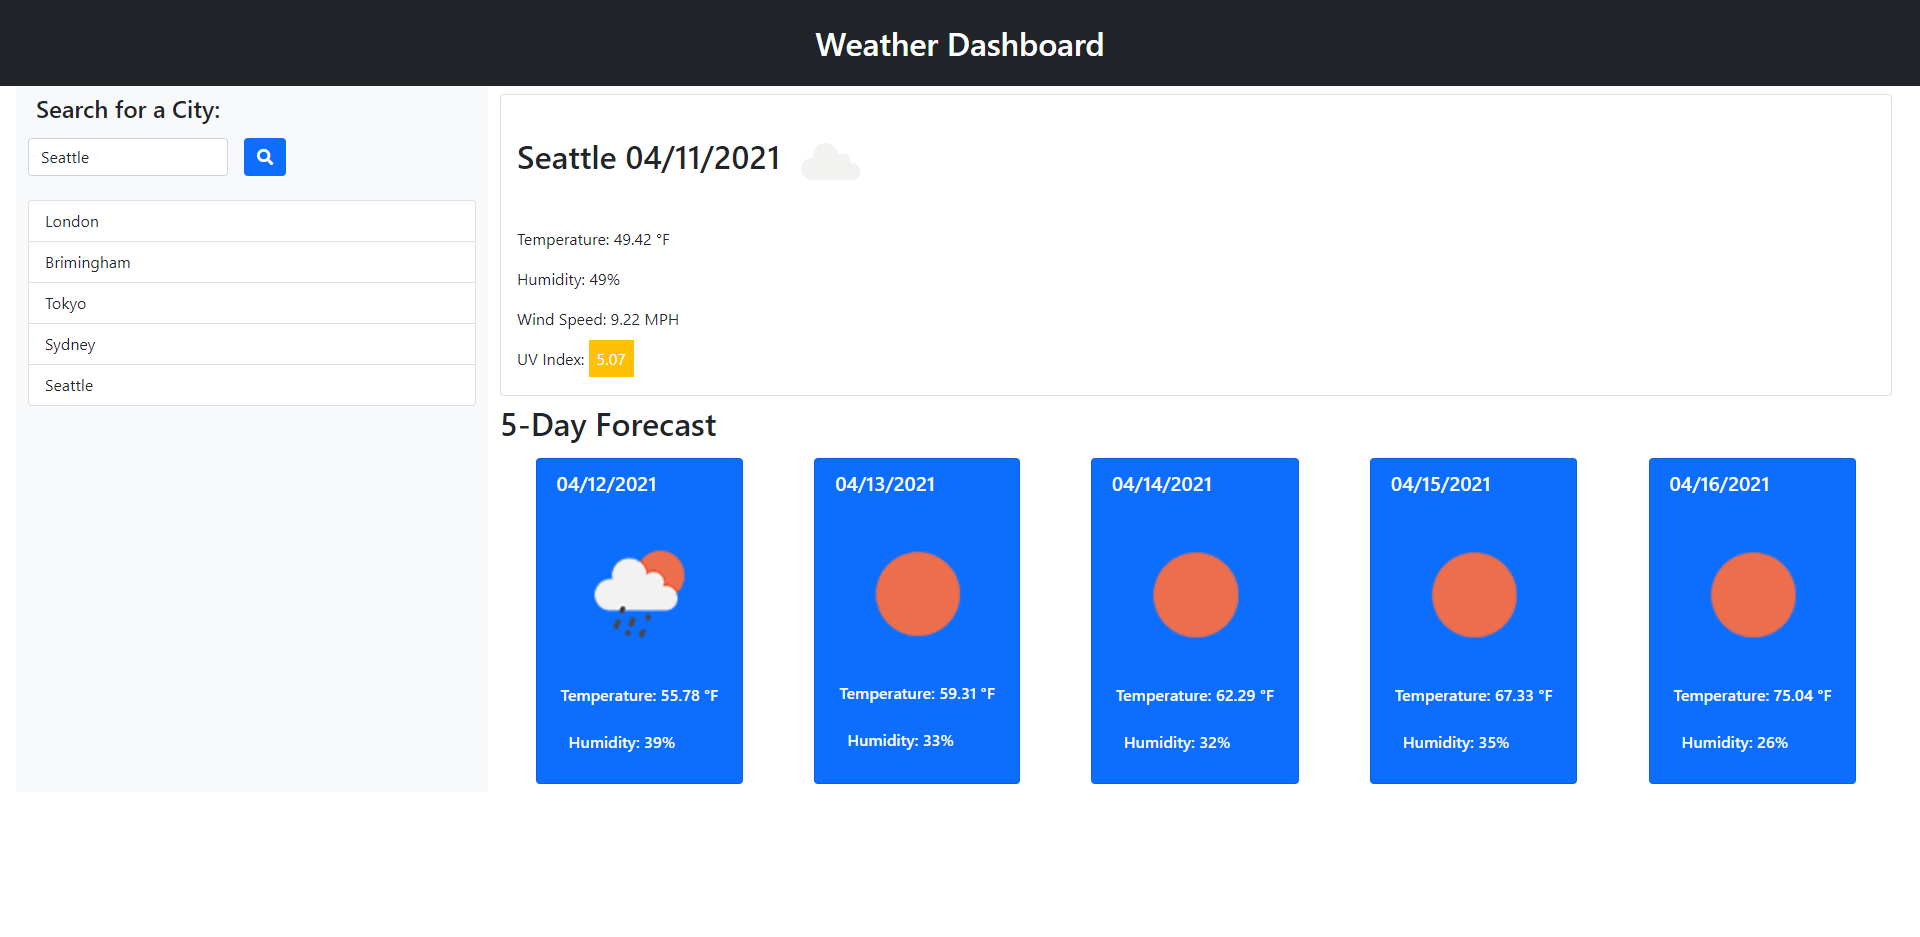 Weather Dashboard
Search for a City:
Seattle
London
Brimingham
Tokyo
Sydney
Seattle
Seattle 04/11/2021
Temperature: 49.42 °F
Humidity: 49%
Wind Speed: 9.22 MPH
UV Index: 5.07
5-Day Forecast
04/12/2021
Temperature: 55.78 °F
Humidity: 39%
04/13/2021
Temperature: 59.31 °F
Humidity: 33%
04/14/2021
Temperature: 62.29 °F
Humidity: 32%
04/15/2021
Temperature: 67.33 °F
Humidity: 35%
04/16/2021
Temperature: 75.04 °F
Humidity: 26%